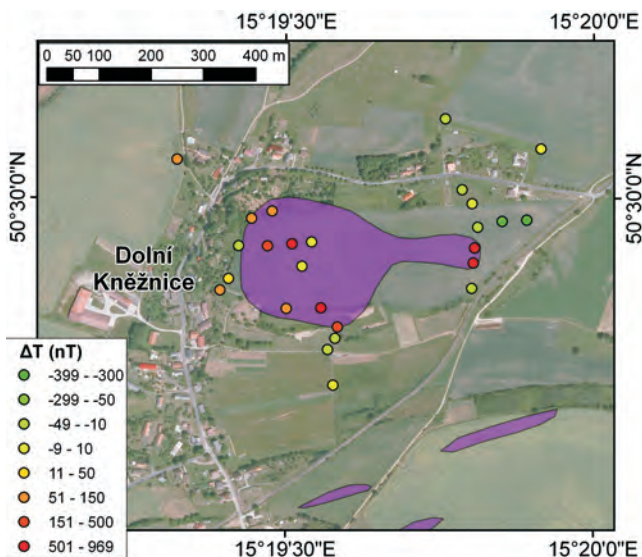 15°19'30"E 15°20'0"E
0 50 100 200 300 400 m
50°30'0"N 50°30'0"N
Dolní
Kněžnice
ΔT (nT)
-399 - -300
-299 - -50
-49 - -10
-9 - 10
11 - 50
51 - 150
151 - 500
501 - 969
15°19'30"E 15°20'0"E